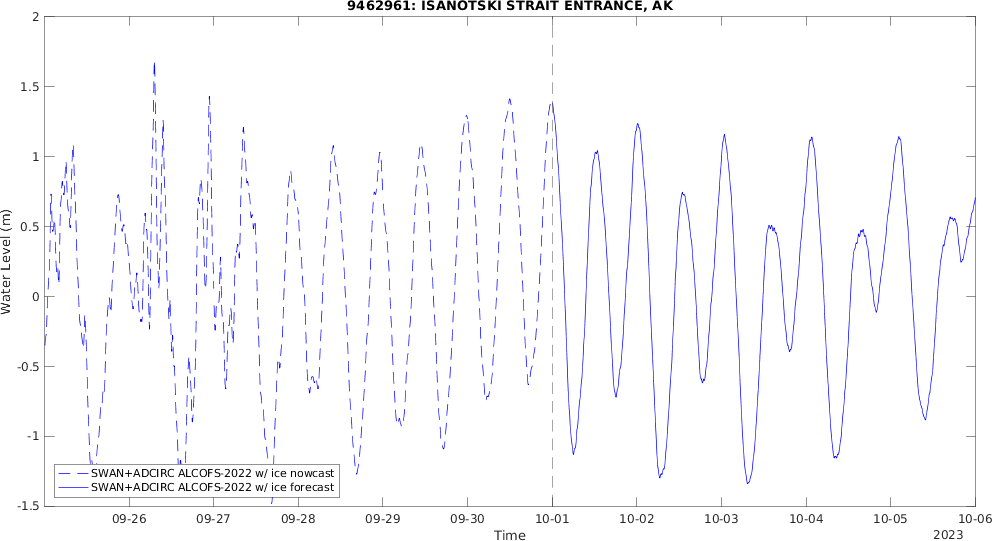 9462961: ISANOTSKI STRAIT ENTRANCE, AK
2
1.5
1
0.5
0
-0.5
-1
-1.5
Water Level (m)
SWAN+ADCIRC ALCOFS-2022 w/ ice nowcast
SWAN+ADCIRC ALCOFS-2022 w/ ice forecast
09-26 09-27 09-28 09-29 09-30 10-01 10-02 10-03 10-04 10-05 10-06
Time
2023